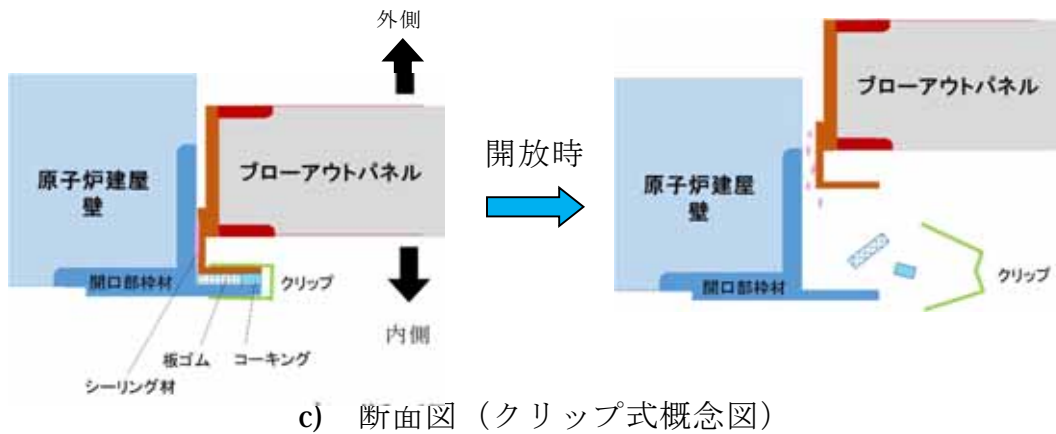 外側
ブローアウトパネル
原子炉建屋
壁
開口部枠材
クリップ
内側
板ゴム
コーキング
シーリング材
開放時
ブローアウトパネル
原子炉建屋
壁
開口部枠材
クリップ
c) 断面図（クリップ式概念図）